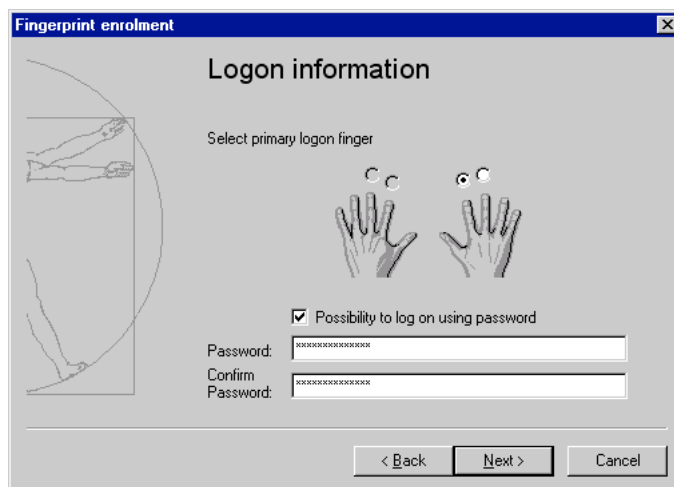 Fingerprint enrolment
Logon information
Select primary logon finger
Possibility to log on using password
Password: **************
Confirm
Password: **************
< Back Next > Cancel